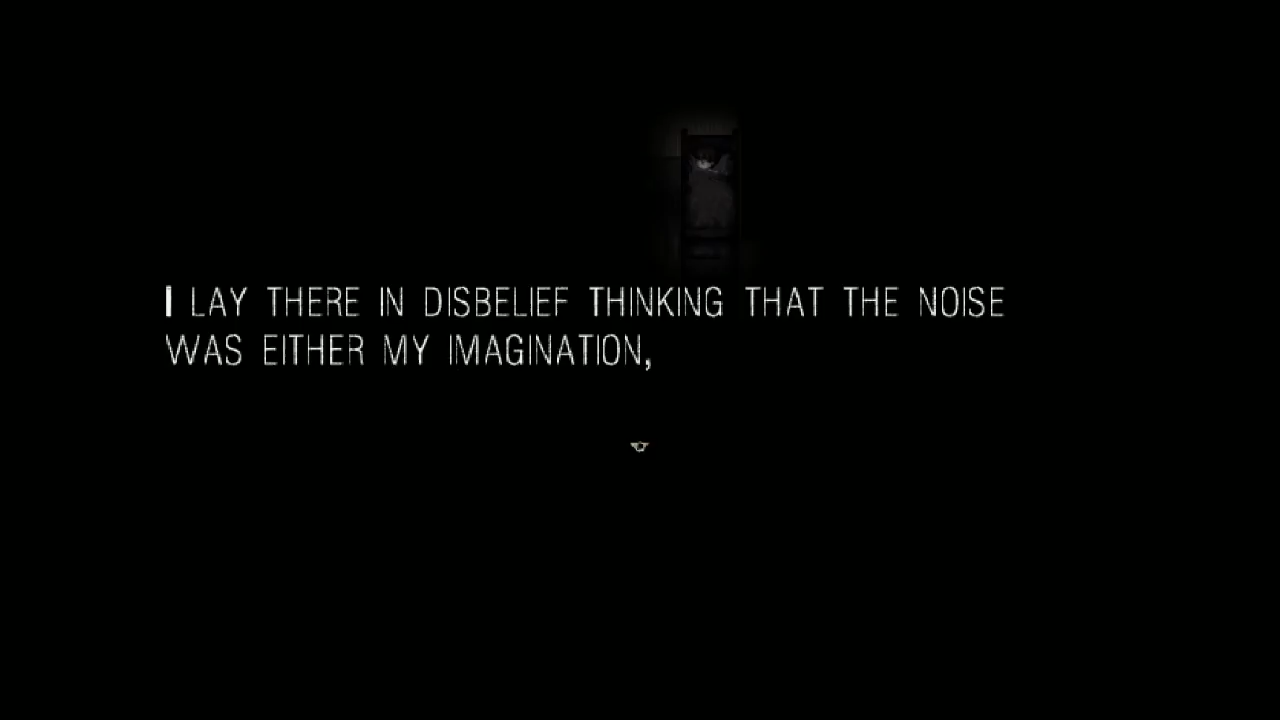 I LAY THERE IN DISBELIEF THINKING THAT THE NOISE
WAS EITHER MY IMAGINATION,